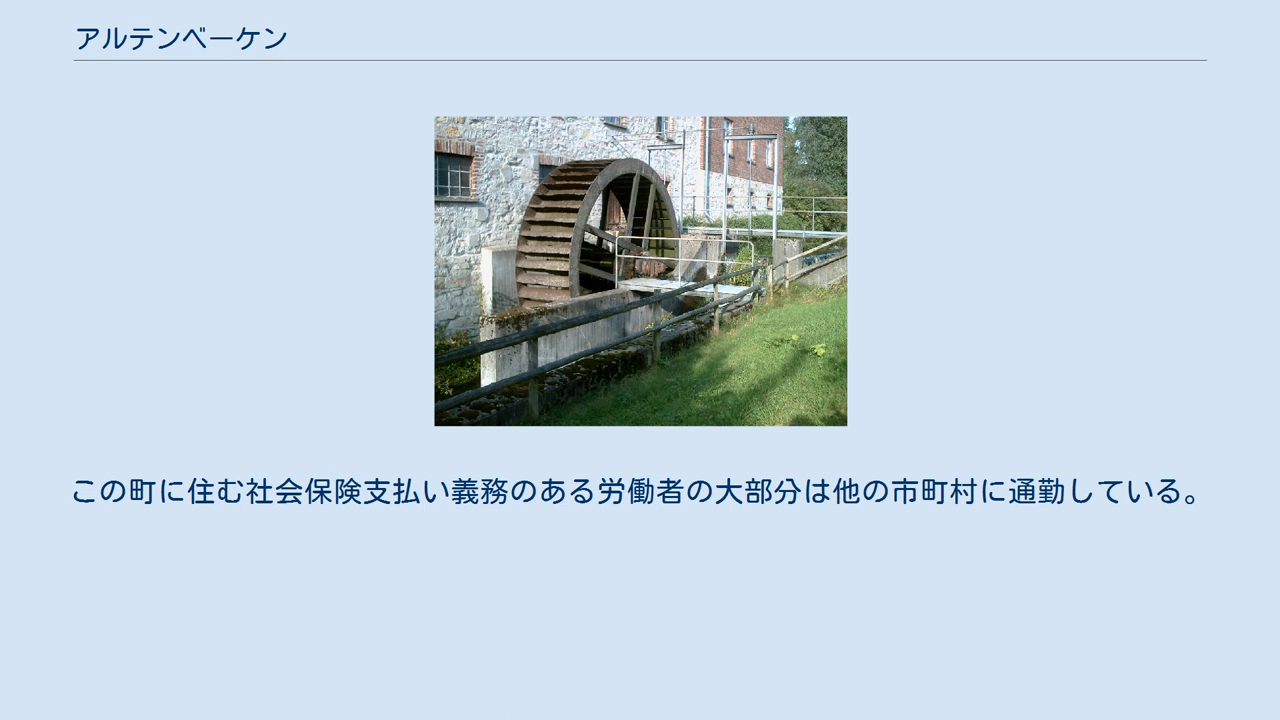 アルテンベーケン
この町に住む社会保険支払い義務のある労働者の大部分は他の市町村に通勤している。